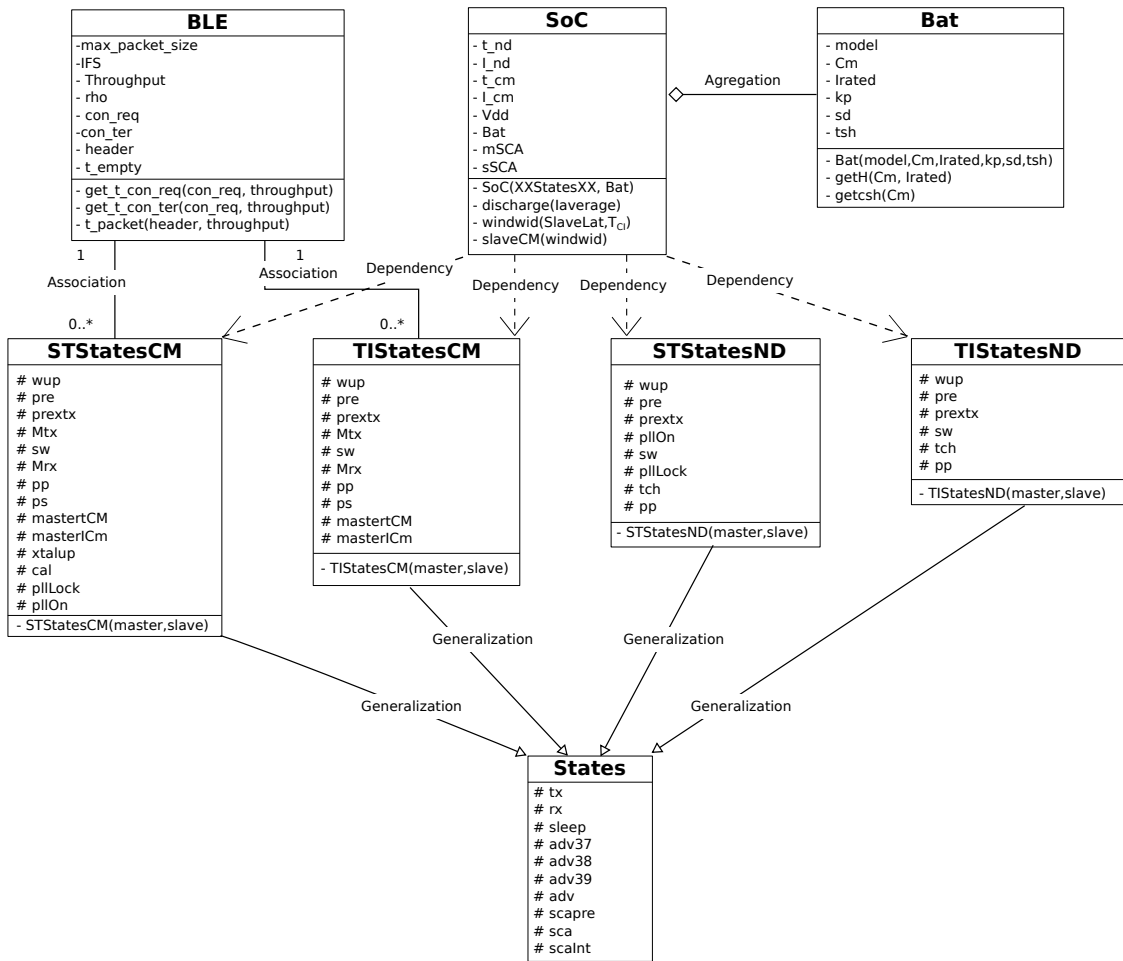 BLE
-max_packet_size
-IFS
- Throughput
- rho
- con_req
-con_ter
- header
- t_empty
- get_t_con_req(con_req, throughput)
- get_t_con_ter(con_req, throughput)
- t_packet(header, throughput)
SoC
- t_nd
- I_nd
- t_cm
- I_cm
- Vdd
- Bat
- mSCA
- sSCA
- SoC(XXStatesXX, Bat)
- discharge(Iaverage)
- windwid(SlaveLat,TCI)
- slaveCM(windwid)
Agregation
Bat
- model
- Cm
- Irated
- kp
- sd
- tsh
- Bat(model,Cm,Irated,kp,sd,tsh)
- getH(Cm, Irated)
- getcsh(Cm)
1
Association
0..*
1
Association
0..*
Dependency
Dependency
Dependency
Dependency
STStatesCM
# wup
# pre
# prextx
# Mtx
# sw
# Mrx
# pp
# ps
# mastertCM
# masterICm
# xtalup
# cal
# pllLock
# pllOn
- STStatesCM(master,slave)
TIStatesCM
# wup
# pre
# prextx
# Mtx
# sw
# Mrx
# pp
# ps
# mastertCM
# masterICm
- TIStatesCM(master,slave)
STStatesND
# wup
# pre
# prextx
# pllOn
# sw
# pllLock
# tch
# pp
- STStatesND(master,slave)
TIStatesND
# wup
# pre
# prextx
# sw
# tch
# pp
- TIStatesND(master,slave)
Generalization
Generalization
Generalization
Generalization
States
# tx
# rx
# sleep
# adv37
# adv38
# adv39
# adv
# scapre
# sca
# scaInt